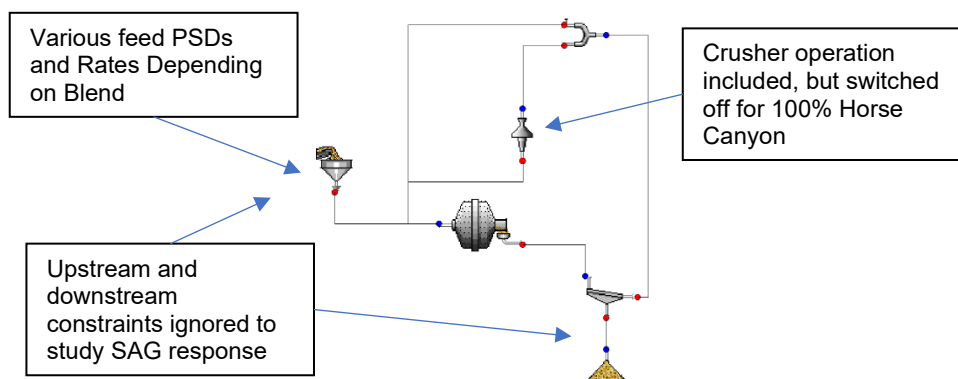 Various feed PSDs
and Rates Depending
on Blend
Crusher operation
included, but switched
off for 100% Horse
Canyon
Upstream and
downstream
constraints ignored to
study SAG response